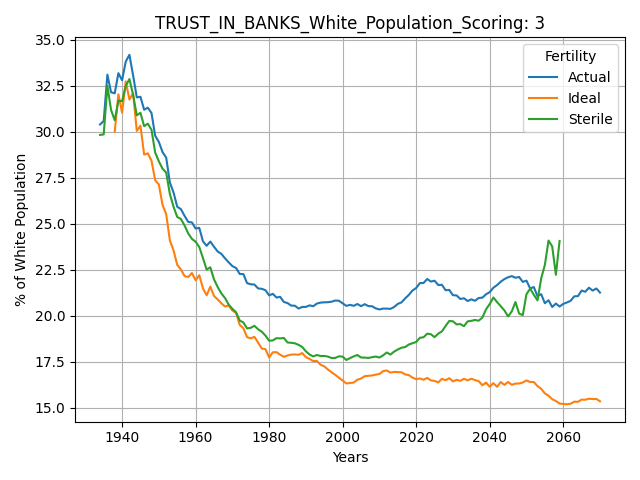 TRUST_IN_BANKS_White_Population_Scoring: 3
Fertility
Actual
Ideal
Sterile
% of White Population
35.0
32.5
30.0
27.5
25.0
22.5
20.0
17.5
15.0
1940 1960 1980 2000 2020 2040 2060
Years